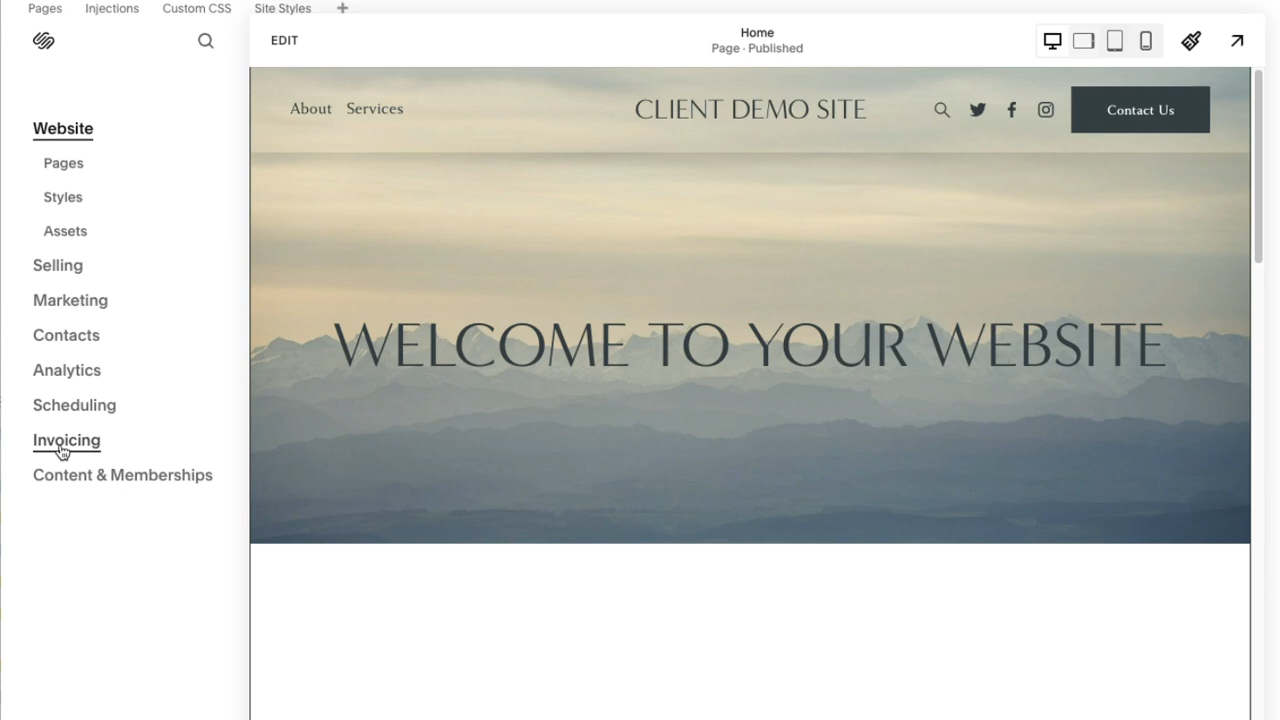 Pages Injections Custom CSS Site Styles +
EDIT
Home
Page · Published
Website
Pages
Styles
Assets
Selling
Marketing
Contacts
Analytics
Scheduling
Invoicing
Content & Memberships
About Services CLIENT DEMO SITE Contact Us
WELCOME TO YOUR WEBSITE